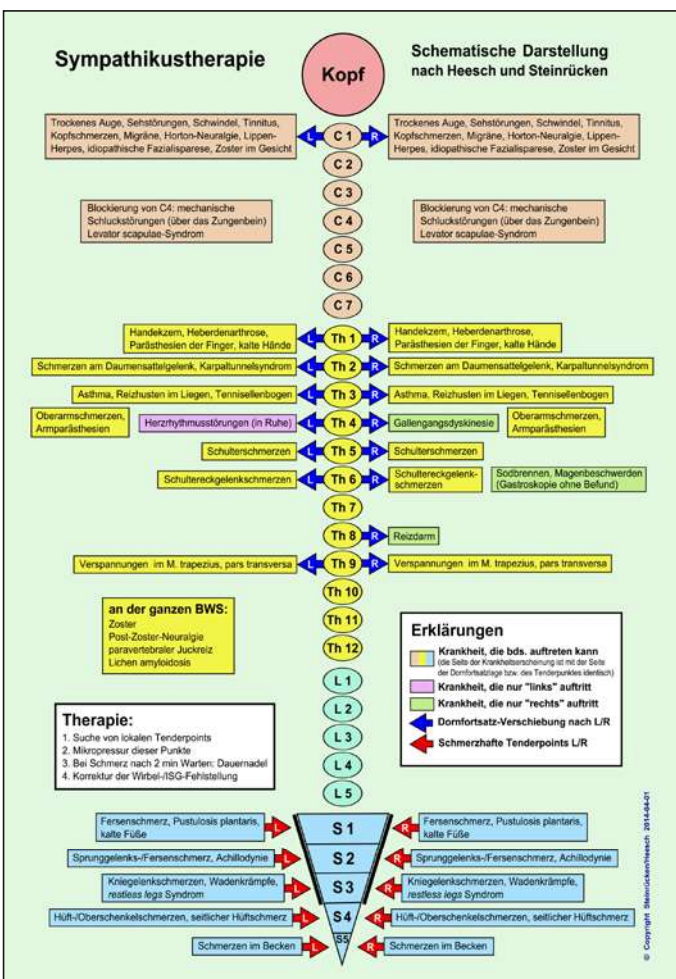 Sympathikustherapie
Schematische Darstellung
nach Heesch und Steinrücken
Kopf
Trockenes Auge, Sehstörungen, Schwindel, Tinnitus,
Kopfschmerzen, Migräne, Horton-Neuralgie, Lippen-
Herpes, idiopathische Fazialisparese, Zoster im Gesicht
L
C 1
R
Trockenes Auge, Sehstörungen, Schwindel, Tinnitus,
Kopfschmerzen, Migräne, Horton-Neuralgie, Lippen-
Herpes, idiopathische Fazialisparese, Zoster im Gesicht
C 2
C 3
Blockierung von C4: mechanische
Schluckstörungen (über das Zungenbein)
Levator scapulae-Syndrom
C 4
Blockierung von C4: mechanische
Schluckstörungen (über das Zungenbein)
Levator scapulae-Syndrom
C 5
C 6
C 7
Handekzem, Heberdenarthrose,
Parästhesien der Finger, kalte Hände
L
Th 1
R
Handekzem, Heberdenarthrose,
Parästhesien der Finger, kalte Hände
Schmerzen am Daumensattelgelenk, Karpaltunnelsyndrom
L
Th 2
R
Schmerzen am Daumensattelgelenk, Karpaltunnelsyndrom
Asthma, Reizhusten im Liegen, Tennisellenbogen
L
Th 3
R
Asthma, Reizhusten im Liegen, Tennisellenbogen
Oberarmschmerzen,
Armparästhesien
Herzrhythmusstörungen (in Ruhe)
L
Th 4
R
Gallengangsdyskinesie
Oberarmschmerzen,
Armparästhesien
Schulterschmerzen
L
Th 5
R
Schulterschmerzen
Schultereckgelenkschmerzen
L
Th 6
R
Schultereckgelenk-
schmerzen
Sodbrennen, Magenbeschwerden
(Gastroskopie ohne Befund)
Th 7
Th 8
R
Reizdarm
Verspannungen im M. trapezius, pars transversa
L
Th 9
R
Verspannungen im M. trapezius, pars transversa
Th 10
Th 11
Th 12
an der ganzen BWS:
Zoster
Post-Zoster-Neuralgie
paravertebraler Juckreiz
Lichen amyloidosis
Erklärungen
Krankheit, die bds. auftreten kann
(die Seite der Krankheitserscheinung ist mit der Seite
der Dornfortsatzlage bzw. des Tenderpunktes identisch)
Krankheit, die nur "links" auftritt
Krankheit, die nur "rechts" auftritt
Dornfortsatz-Verschiebung nach L/R
Schmerzhafte Tenderpoints L/R
L 1
L 2
L 3
L 4
L 5
Therapie:
1. Suche von lokalen Tenderpoints
2. Mikropressur dieser Punkte
3. Bei Schmerz nach 2 min Warten: Dauernadel
4. Korrektur der Wirbel-/ISG-Fehlstellung
Fersenschmerz, Pustulosis plantaris,
kalte Füße
L
S 1
R
Fersenschmerz, Pustulosis plantaris,
kalte Füße
Sprunggelenks-/Fersenschmerz, Achillodynie
L
S 2
R
Sprunggelenks-/Fersenschmerz, Achillodynie
Kniegelenkschmerzen, Wadenkrämpfe,
restless legs Syndrom
L
S 3
R
Kniegelenkschmerzen, Wadenkrämpfe,
restless legs Syndrom
Hüft-/Oberschenkelschmerzen, seitlicher Hüftschmerz
L
S 4
R
Hüft-/Oberschenkelschmerzen, seitlicher Hüftschmerz
Schmerzen im Becken
L
S5
R
Schmerzen im Becken
© Copyright Steinrücken/Heesch 2014-04-01